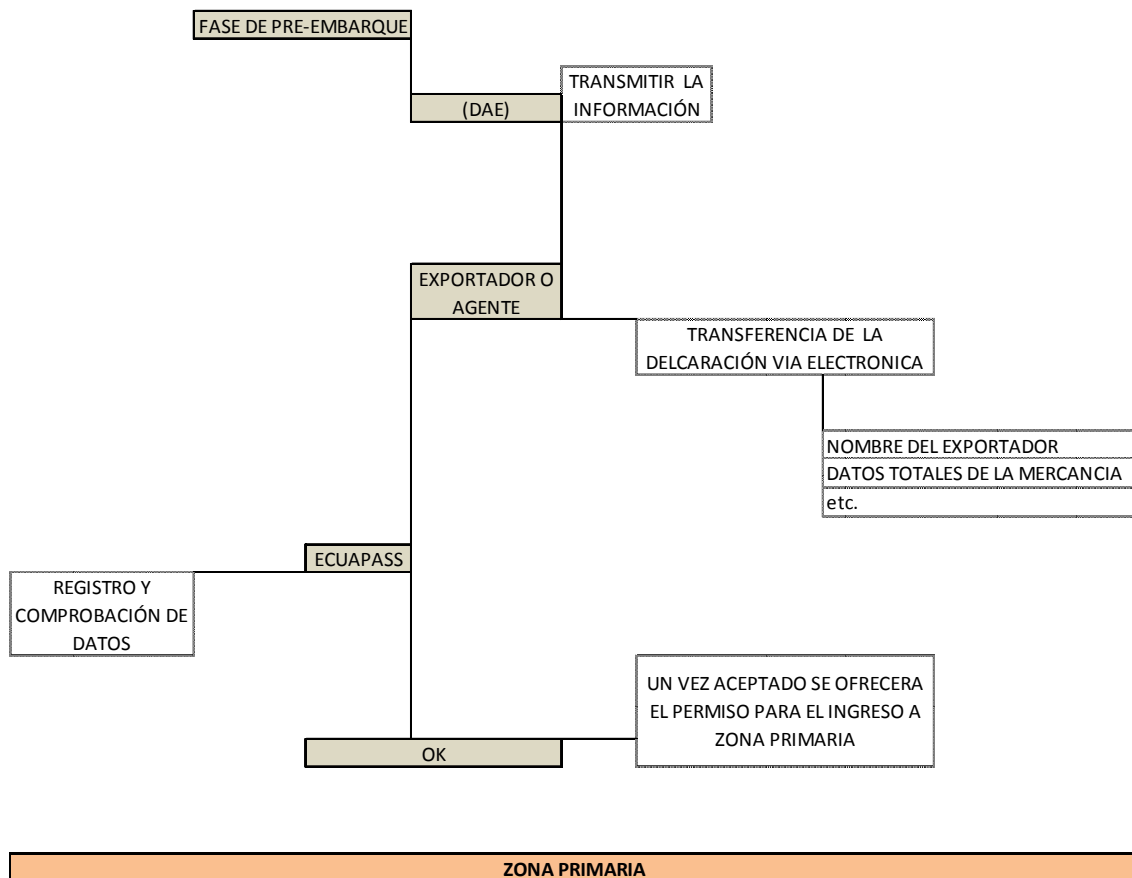 FASE DE PRE-EMBARQUE
TRANSMITIR LA
INFORMACIÓN
(DAE)
EXPORTADOR O
AGENTE
TRANSFERENCIA DE LA
DELCARACIÓN VIA ELECTRONICA
NOMBRE DEL EXPORTADOR
DATOS TOTALES DE LA MERCANCIA
etc.
ECUAPASS
REGISTRO Y
COMPROBACIÓN DE
DATOS
UN VEZ ACEPTADO SE OFRECERA
EL PERMISO PARA EL INGRESO A
ZONA PRIMARIA
OK
ZONA PRIMARIA